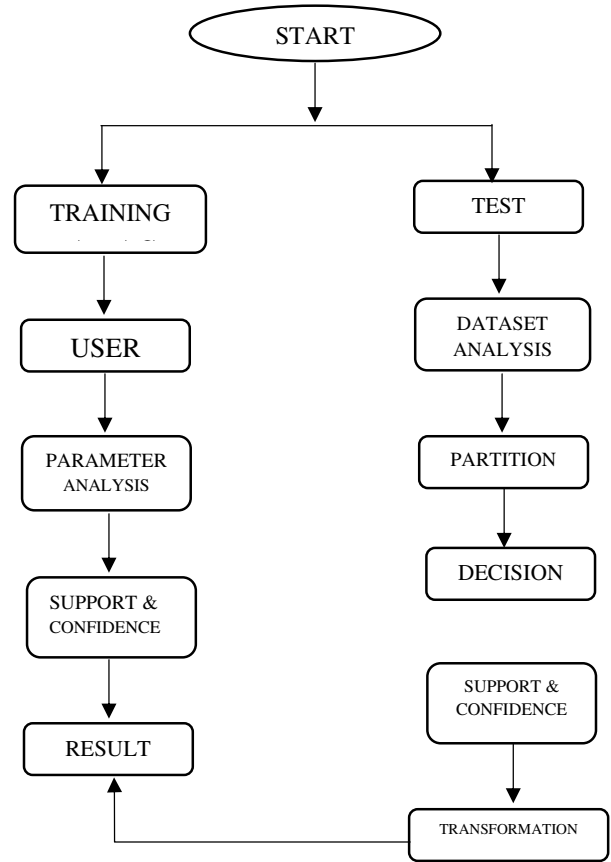 START
TRAINING
USER
PARAMETER
ANALYSIS
SUPPORT &
CONFIDENCE
RESULT
TEST
DATASET
ANALYSIS
PARTITION
DECISION
SUPPORT &
CONFIDENCE
TRANSFORMATION